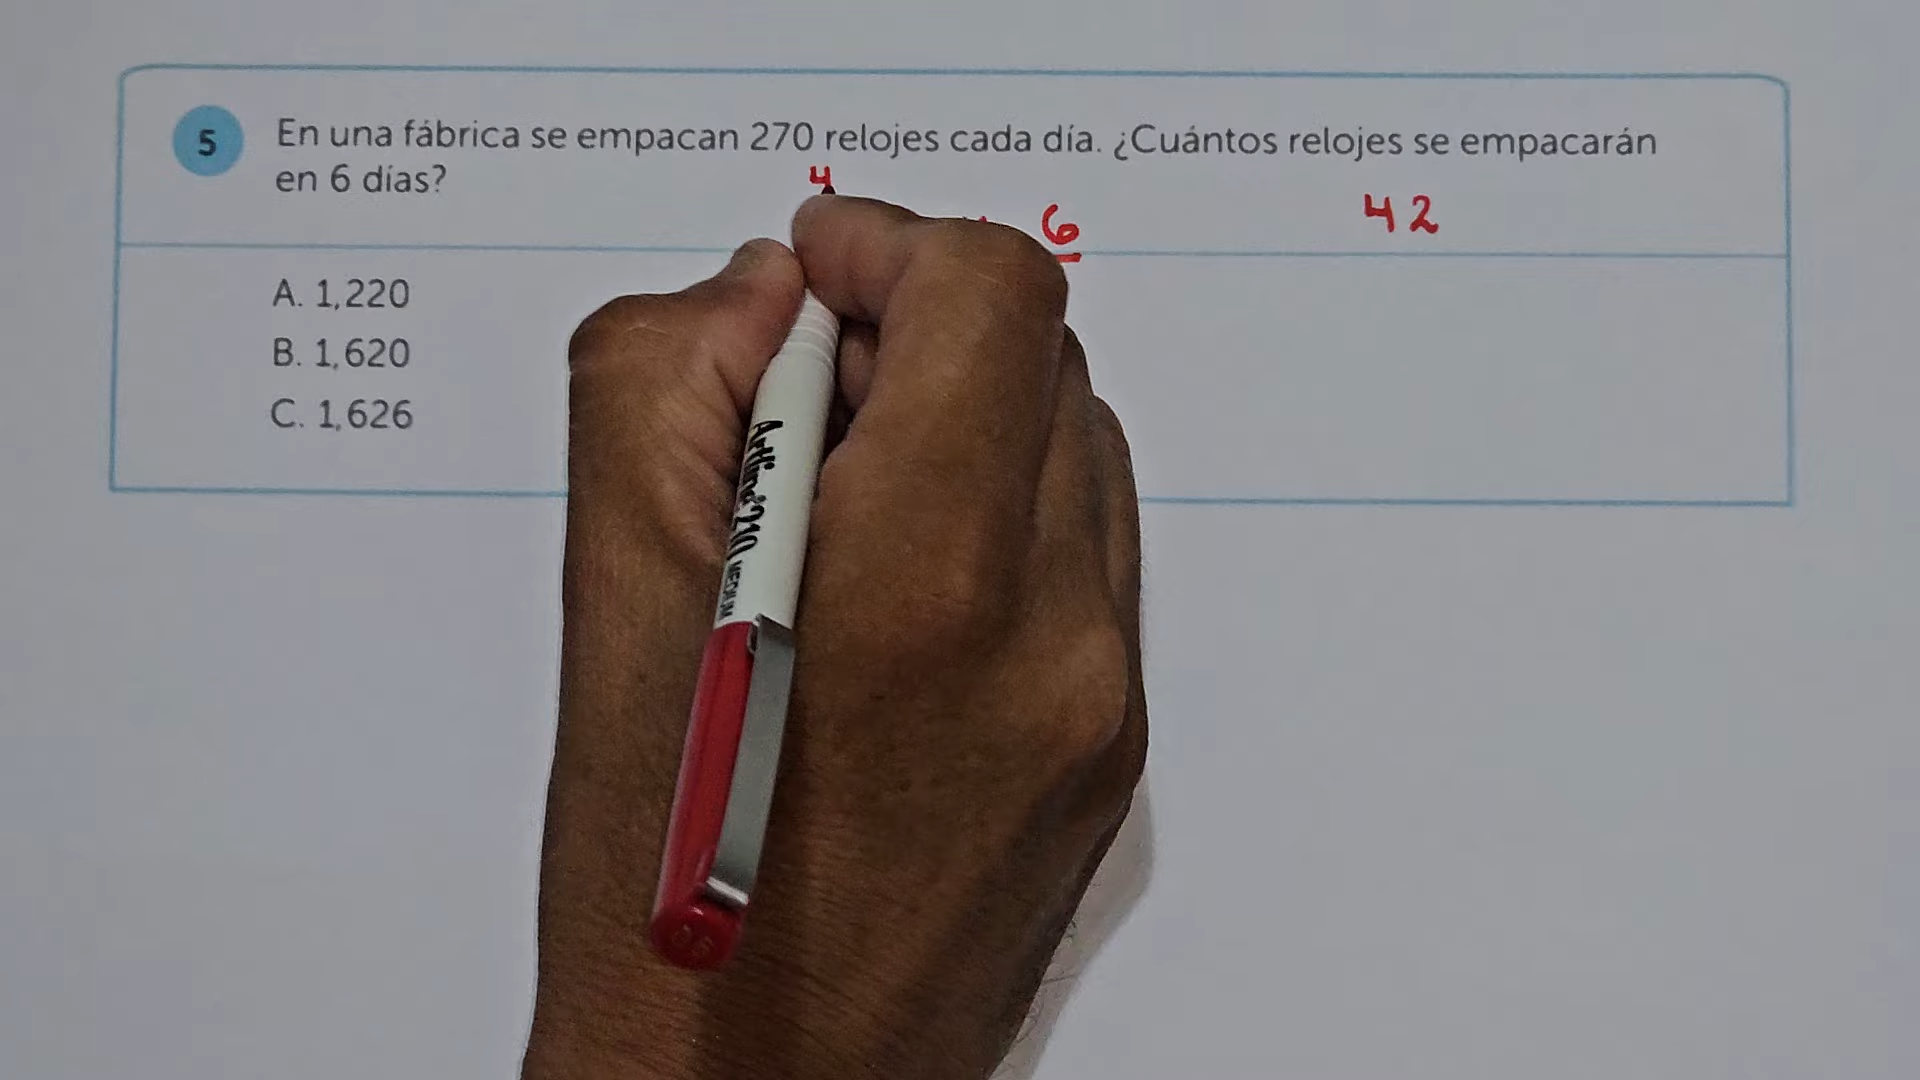 5 En una fábrica se empacan 270 relojes cada día. ¿Cuántos relojes se empacarán
en 6 días?
4
6
42
A. 1,220
B. 1,620
C. 1,626
Artline 210 MEDIUM